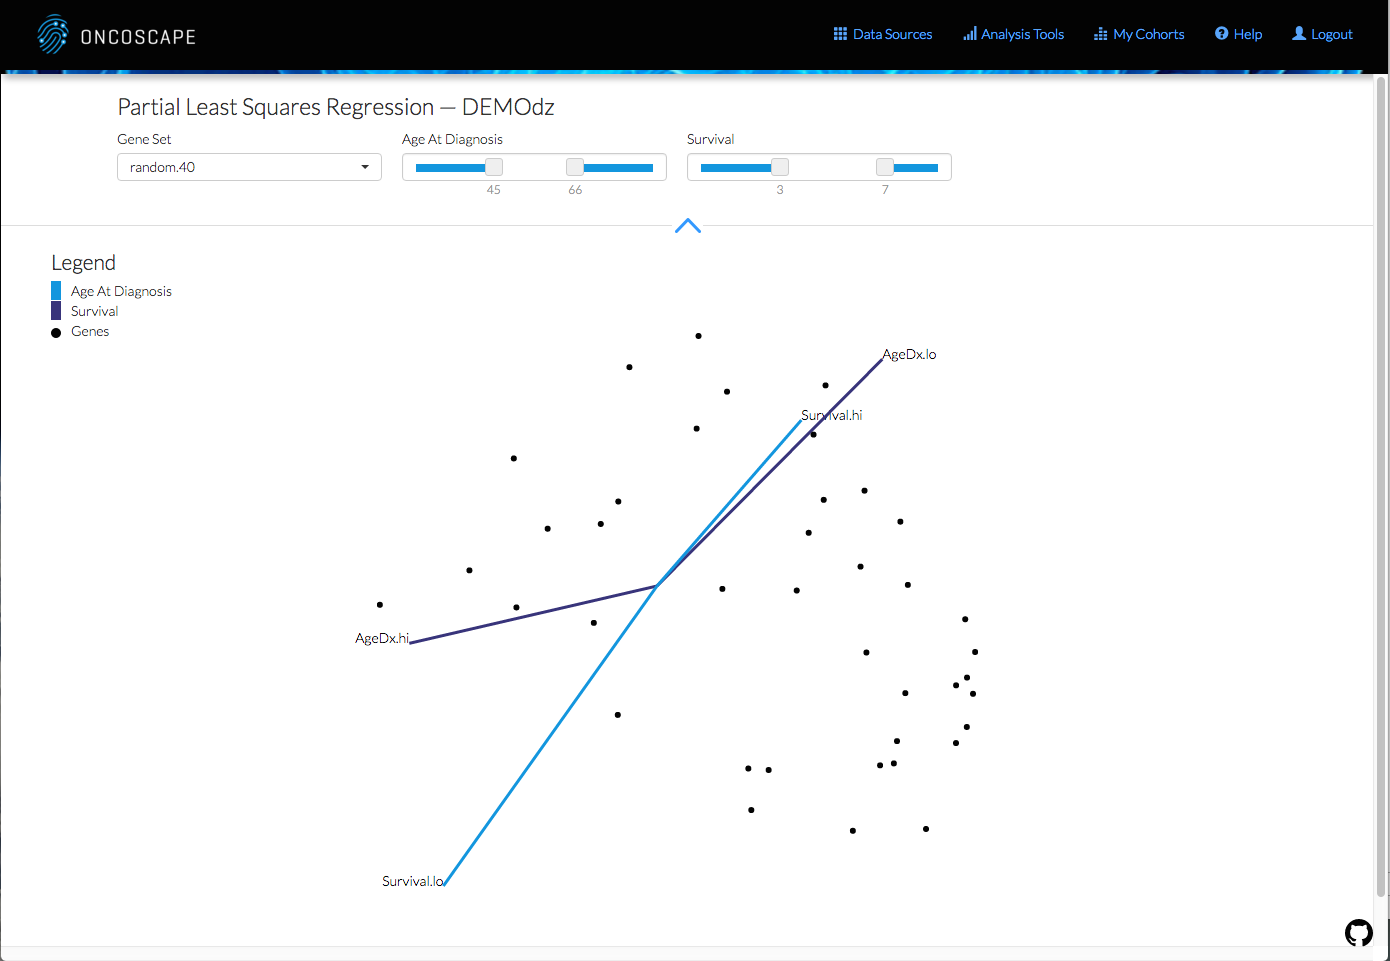 ONCOSCAPE
Data Sources
Analysis Tools
My Cohorts
Help
Logout
Partial Least Squares Regression — DEMOdz
Gene Set
Age At Diagnosis
Survival
random.40
45
66
3
7
Legend
Age At Diagnosis
Survival
Genes
AgeDx.lo
Survival.hi
AgeDx.hi
Survival.lo